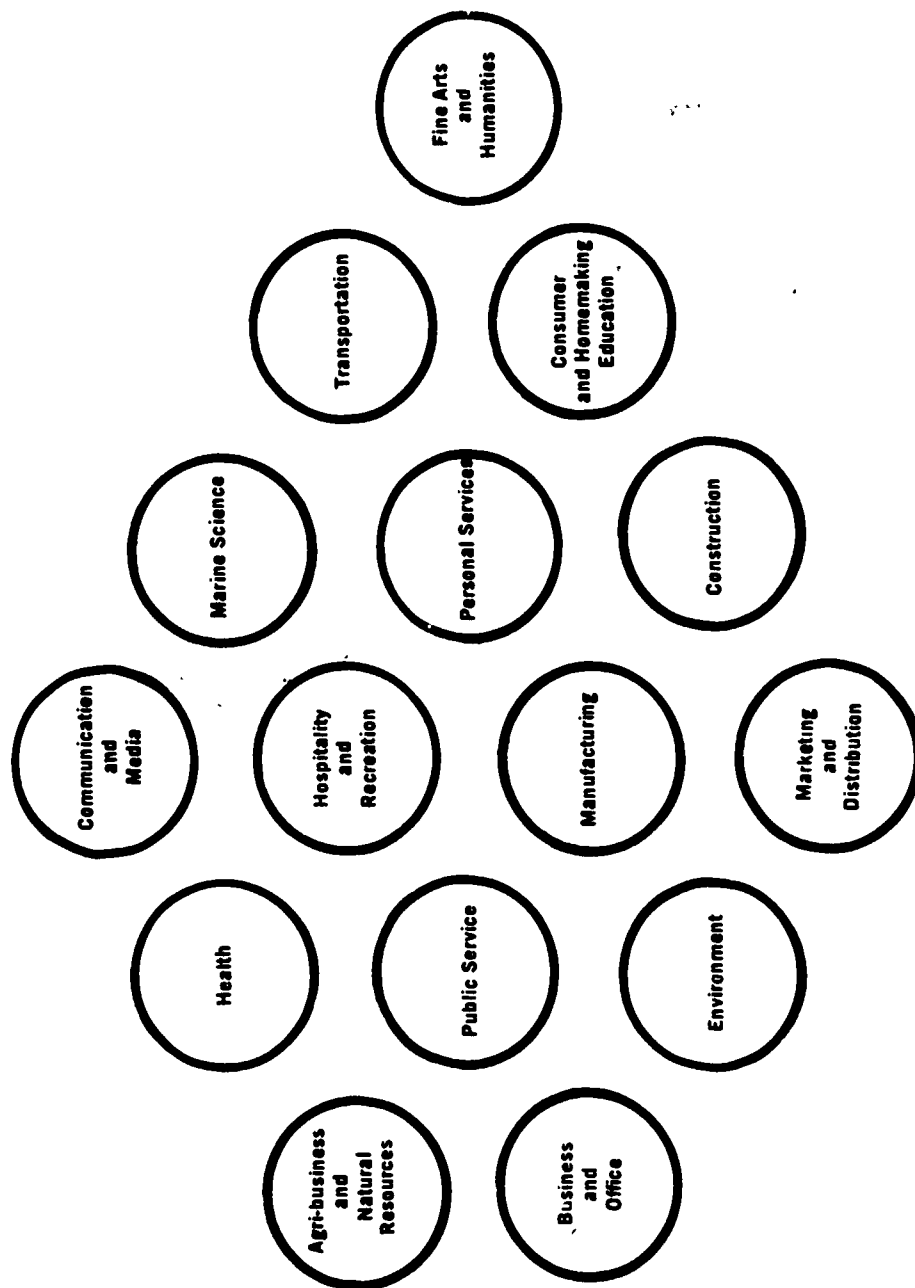 Communication
and
Media
Health
Marine Science
Agri-business
and
Natural
Resources
Hospitality
and
Recreation
Transportation
Public Service
Personal Services
Fine Arts
and
Humanities
Business
and
Office
Manufacturing
Consumer
and Homemaking
Education
Environment
Construction
Marketing
and
Distribution